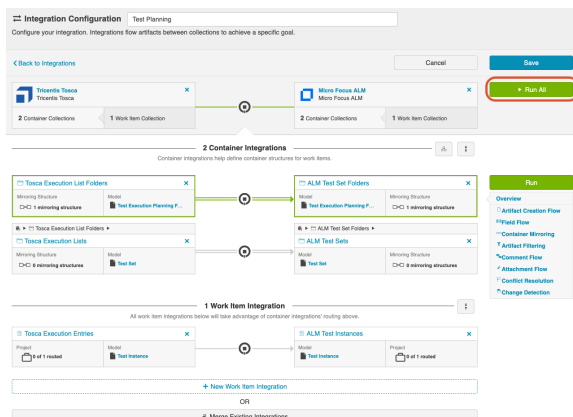 Integration Configuration
Test Planning
Configure your integration. Integrations flow artifacts between collections to achieve a specific goal.
Back to Integrations
Cancel
Save
Run All
Tricentis Tosca
Tricentis Tosca
2 Container Collections
1 Work Item Collection
Micro Focus ALM
Micro Focus ALM
2 Container Collections
1 Work Item Collection
2 Container Integrations
Container integrations help define container structures for work items.
Tosca Execution List Folders
Mirroring Structure
1 mirroring structure
Model
Test Execution Planning F...
ALM Test Set Folders
Model
Test Execution Planning F...
Mirroring Structure
1 mirroring structure
Tosca Execution List Folders
Tosca Execution Lists
Mirroring Structure
0 mirroring structures
Model
Test Set
ALM Test Set Folders
ALM Test Sets
Model
Test Set
Mirroring Structure
0 mirroring structures
Run
Overview
Artifact Creation Flow
Field Flow
Container Mirroring
Artifact Filtering
Comment Flow
Attachment Flow
Conflict Resolution
Change Detection
1 Work Item Integration
All work item integrations below will take advantage of container integrations' routing above.
Tosca Execution Entries
Project
0 of 1 routed
Model
Test Instance
ALM Test Instances
Model
Test Instance
Project
0 of 1 routed
+ New Work Item Integration
OR
Merge Existing Integrations